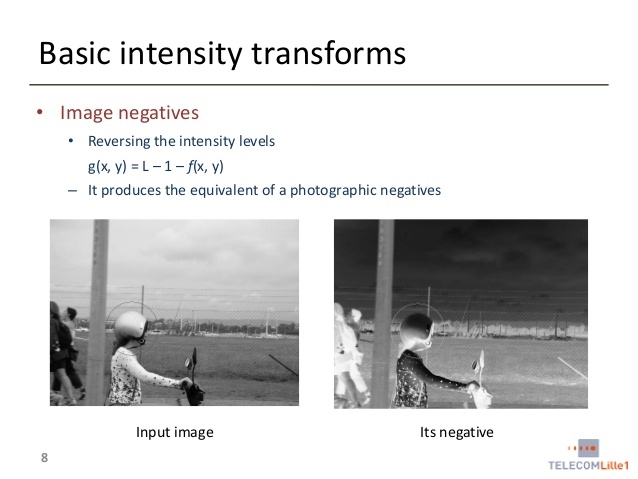 Basic intensity transforms
• Image negatives
• Reversing the intensity levels
g(x, y) = L – 1 – f(x, y)
– It produces the equivalent of a photographic negatives
Input image
Its negative
8
TELECOMLille1